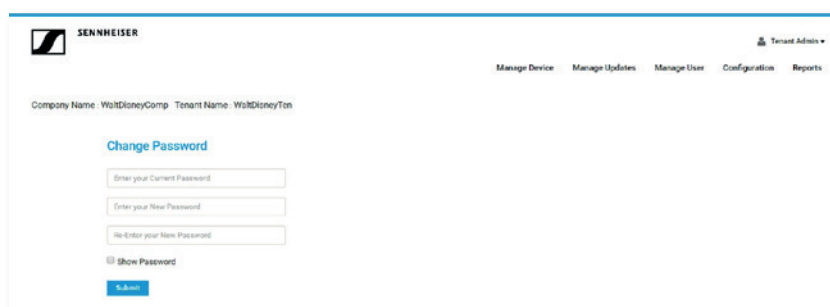 SENNHEISER
Tenant Admin
Manage Device Manage Updates Manage User Configuration Reports
Company Name : WaltDisneyComp Tenant Name : WaltDisneyTen
Change Password
Enter your Current Password
Enter your New Password
Re-Enter your New Password
Show Password
Submit